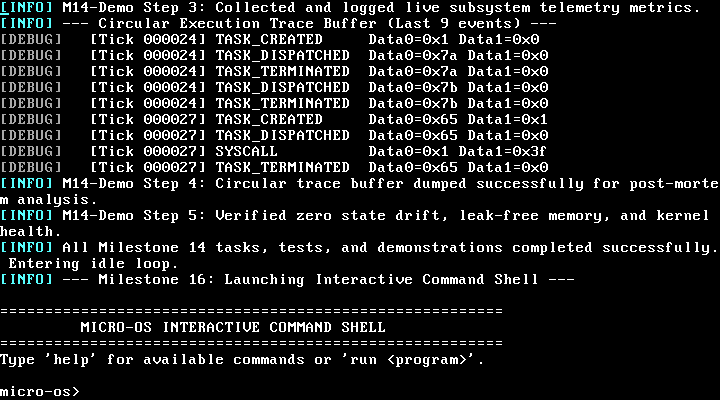 [INFO] M14-Demo Step 3: Collected and logged live subsystem telemetry metrics.
[INFO] --- Circular Execution Trace Buffer (Last 9 events) ---
[DEBUG]   [Tick 000024] TASK_CREATED     Data0=0x1 Data1=0x0
[DEBUG]   [Tick 000024] TASK_DISPATCHED  Data0=0x7a Data1=0x0
[DEBUG]   [Tick 000024] TASK_TERMINATED  Data0=0x7a Data1=0x0
[DEBUG]   [Tick 000024] TASK_DISPATCHED  Data0=0x7b Data1=0x0
[DEBUG]   [Tick 000024] TASK_TERMINATED  Data0=0x7b Data1=0x0
[DEBUG]   [Tick 000027] TASK_CREATED     Data0=0x65 Data1=0x1
[DEBUG]   [Tick 000027] TASK_DISPATCHED  Data0=0x65 Data1=0x0
[DEBUG]   [Tick 000027] SYSCALL          Data0=0x1 Data1=0x3f
[DEBUG]   [Tick 000027] TASK_TERMINATED  Data0=0x65 Data1=0x0
[INFO] M14-Demo Step 4: Circular trace buffer dumped successfully for post-morte
m analysis.
[INFO] M14-Demo Step 5: Verified zero state drift, leak-free memory, and kernel
health.
[INFO] All Milestone 14 tasks, tests, and demonstrations completed successfully.
 Entering idle loop.
[INFO] --- Milestone 16: Launching Interactive Command Shell ---
========================================================
         MICRO-OS INTERACTIVE COMMAND SHELL
========================================================
Type 'help' for available commands or 'run <program>'.
micro-os>